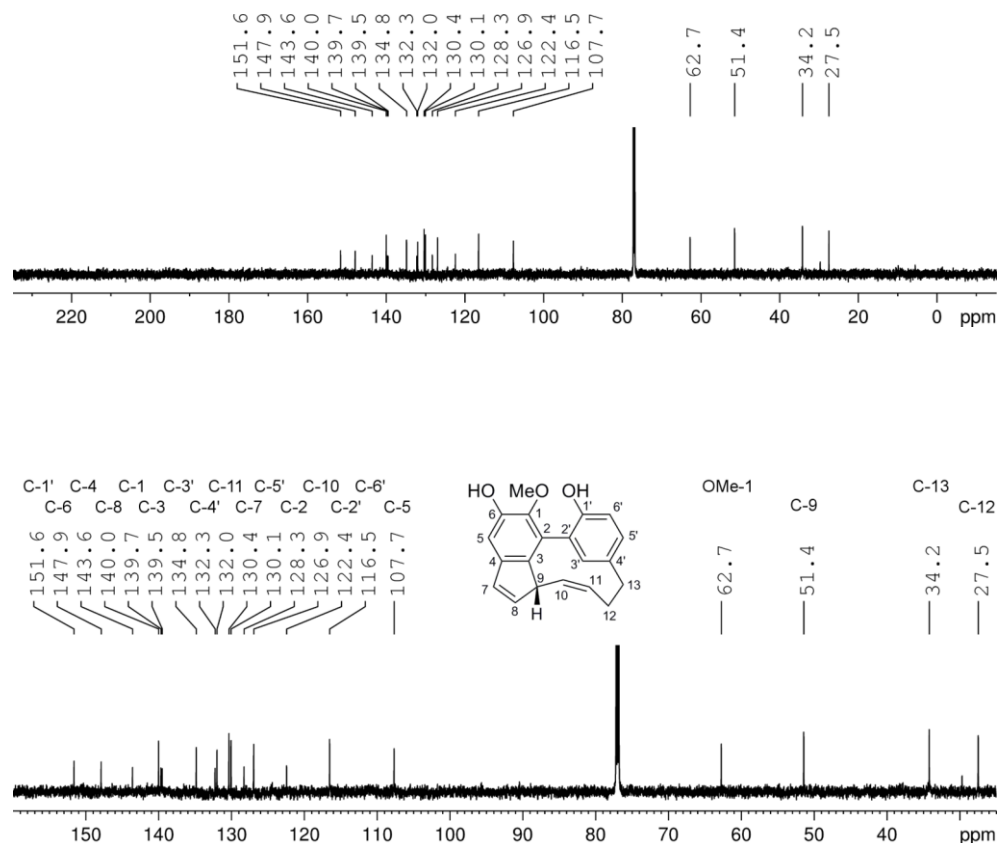 151.6 147.9 143.6 140.0 139.7 139.5 134.8 132.3 132.0 130.4 130.1 128.3 126.9 122.4 116.5 107.7 62.7 51.4 34.2 27.5
220 200 180 160 140 120 100 80 60 40 20 0 ppm
C-1' C-4 C-1 C-3' C-11 C-5' C-10 C-6' OMe-1 C-13
C-6 C-8 C-3 C-4' C-7 C-2 C-2' C-5 C-9 C-12
151.6 147.9 143.6 140.0 139.7 139.5 134.8 132.3 132.0 130.4 130.1 128.3 126.9 122.4 116.5 107.7 62.7 51.4 34.2 27.5
HO MeO OH
6 1 1' 6'
2 2' 5'
5 3 3' 4'
4 9 11 13
7 10
8 H 12
150 140 130 120 110 100 90 80 70 60 50 40 30 ppm